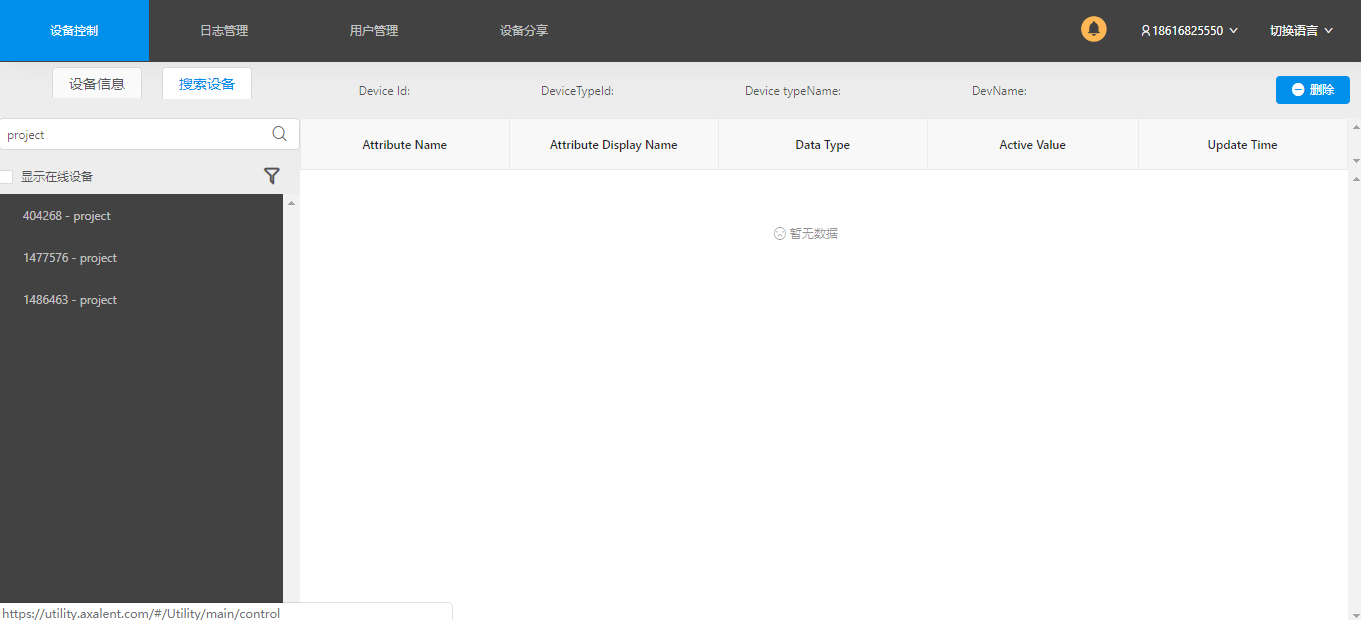 设备控制 日志管理 用户管理 设备分享 18616825550 切换语言
设备信息 搜索设备 Device Id: DeviceTypeId: Device typeName: DevName: 删除
project
Attribute Name Attribute Display Name Data Type Active Value Update Time
显示在线设备
404268 - project
暂无数据
1477576 - project
1486463 - project
https://utility.axalent.com/#/Utility/main/control